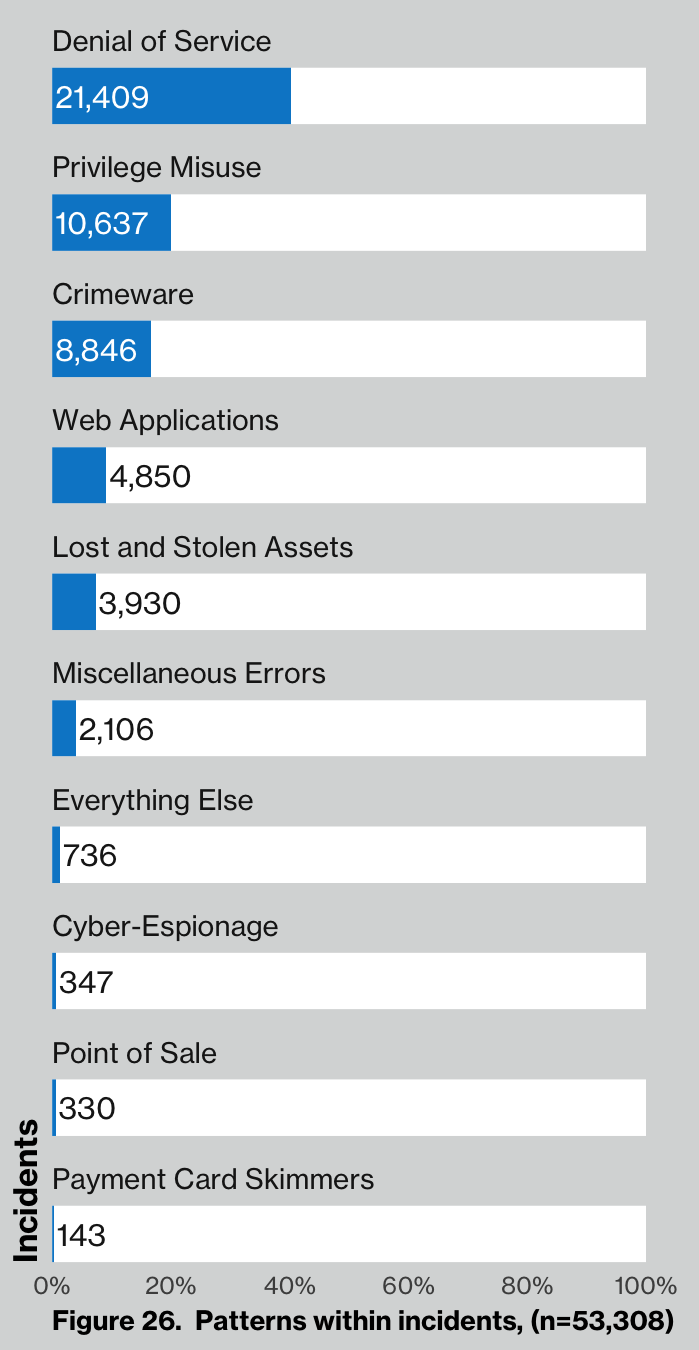 Denial of Service
21,409
Privilege Misuse
10,637
Crimeware
8,846
Web Applications
4,850
Lost and Stolen Assets
3,930
Miscellaneous Errors
2,106
Everything Else
736
Cyber-Espionage
347
Point of Sale
330
Payment Card Skimmers
143
Incidents
0% 20% 40% 60% 80% 100%
Figure 26. Patterns within incidents, (n=53,308)